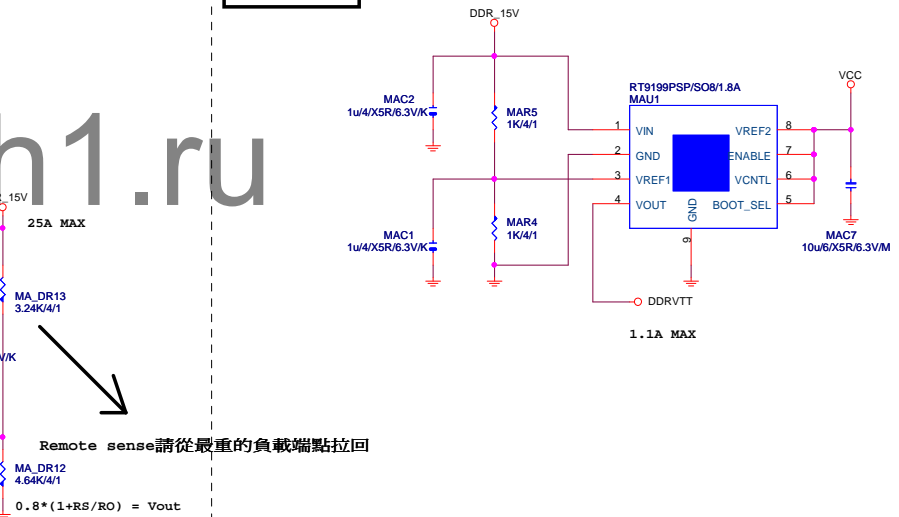 DDR_15V
VCC
RT9199PSP/SO8/1.8A
MAU1
MAC2
1u/4/X5R/6.3V/K
MAR5
1K/4/1
1
VIN
VREF2
8
2
GND
ENABLE
7
3
VREF1
VCNTL
6
4
VOUT
BOOT_SEL
5
GND
9
h1.ru
_15V
25A MAX
MAC1
1u/4/X5R/6.3V/K
MAR4
1K/4/1
MAC7
10u/6/X5R/6.3V/M
MA_DR13
3.24K/4/1
DDRVTT
1.1A MAX
V/K
Remote sense請從最重的負載端點拉回
MA_DR12
4.64K/4/1
0.8*(1+RS/RO) = Vout